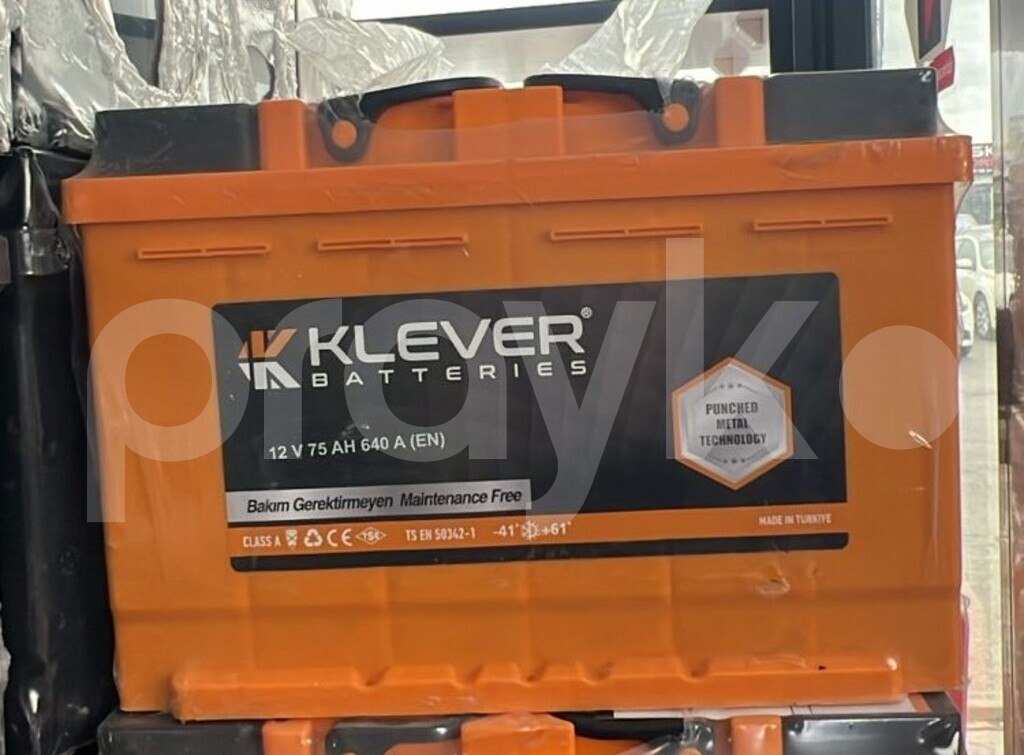 KLEVER®
BATTERIES
12 V 75 AH 640 A (EN)
PUNCHED
METAL
TECHNOLOGY
Bakım Gerektirmeyen Maintenance Free
CLASS A CE TSE TS EN 50342-1 -41° +61°
MADE IN TURKIYE
prayk